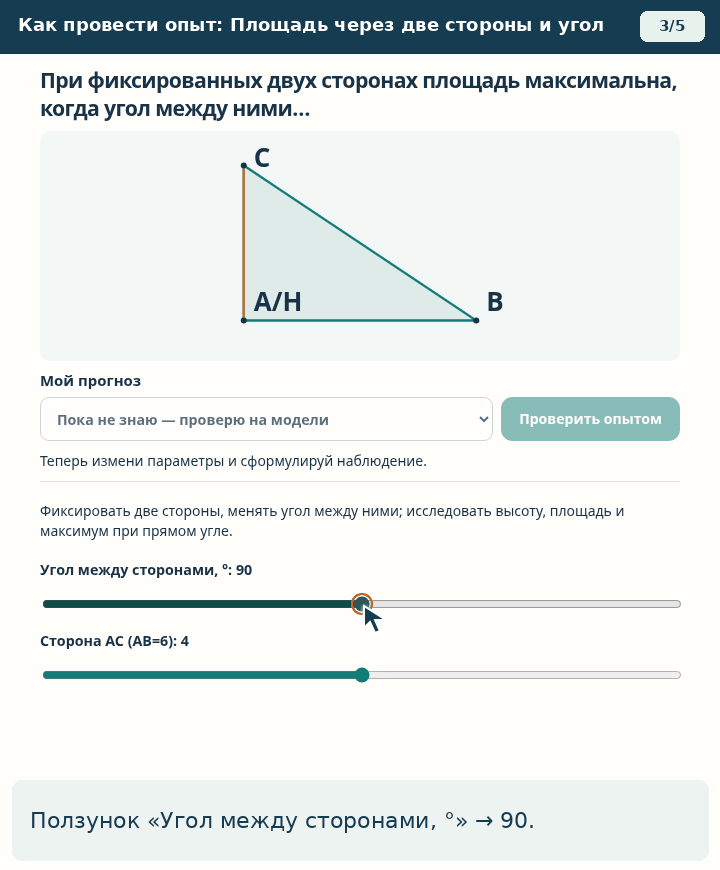 Как провести опыт: Площадь через две стороны и угол
3/5
При фиксированных двух сторонах площадь максимальна,
когда угол между ними…
C
A/H
B
Мой прогноз
Пока не знаю — проверю на модели
Проверить опытом
Теперь измени параметры и сформулируй наблюдение.
Фиксировать две стороны, менять угол между ними; исследовать высоту, площадь и
максимум при прямом угле.
Угол между сторонами, °: 90
Сторона AC (AB=6): 4
Ползунок «Угол между сторонами, °» → 90.